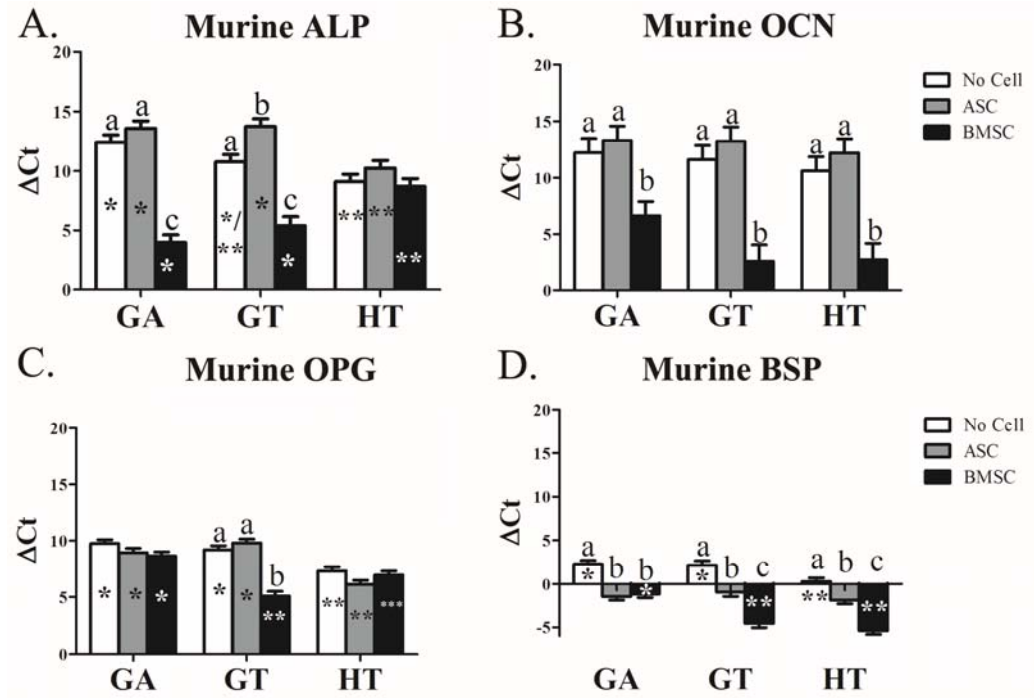 A. Murine ALP
20
15
10
5
0
ΔCt
a a c
a b c
* * *
*/
**
* *
** ** **
GA GT HT
B. Murine OCN
20
15
10
5
0
ΔCt
a a b
a a b
a a b
GA GT HT
No Cell
ASC
BMSC
C. Murine OPG
20
15
10
5
0
ΔCt
a a b
* * *
* * **
** ** ***
GA GT HT
D. Murine BSP
20
15
10
5
0
-5
ΔCt
a b b
a b c
a b c
* *
* **
** **
GA GT HT
No Cell
ASC
BMSC